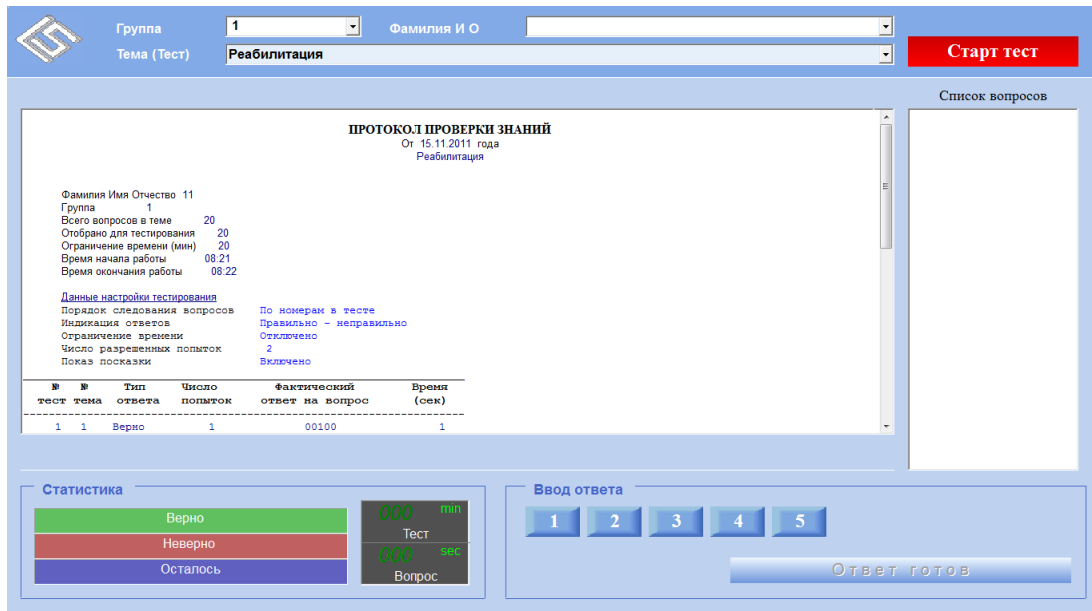 Группа 1 Фамилия И О
Тема (Тест) Реабилитация
Старт тест
Список вопросов
ПРОТОКОЛ ПРОВЕРКИ ЗНАНИЙ
От 15.11.2011 года
Реабилитация
Фамилия Имя Отчество 11
Группа 1
Всего вопросов в теме 20
Отобрано для тестирования 20
Ограничение времени (мин) 20
Время начала работы 08:21
Время окончания работы 08:22
Данные настройки тестирования
Порядок следования вопросов По номерам в тесте
Индикация ответов Правильно - неправильно
Ограничение времени Отключено
Число разрешенных попыток 2
Показ посказки Включено
№ № Тип Число Фактический Время
тест тема ответа попыток ответ на вопрос (сек)
1 1 Верно 1 00100 1
Статистика
Верно
Неверно
Осталось
000 min
Тест
000 sec
Вопрос
Ввод ответа
1 2 3 4 5
Ответ готов